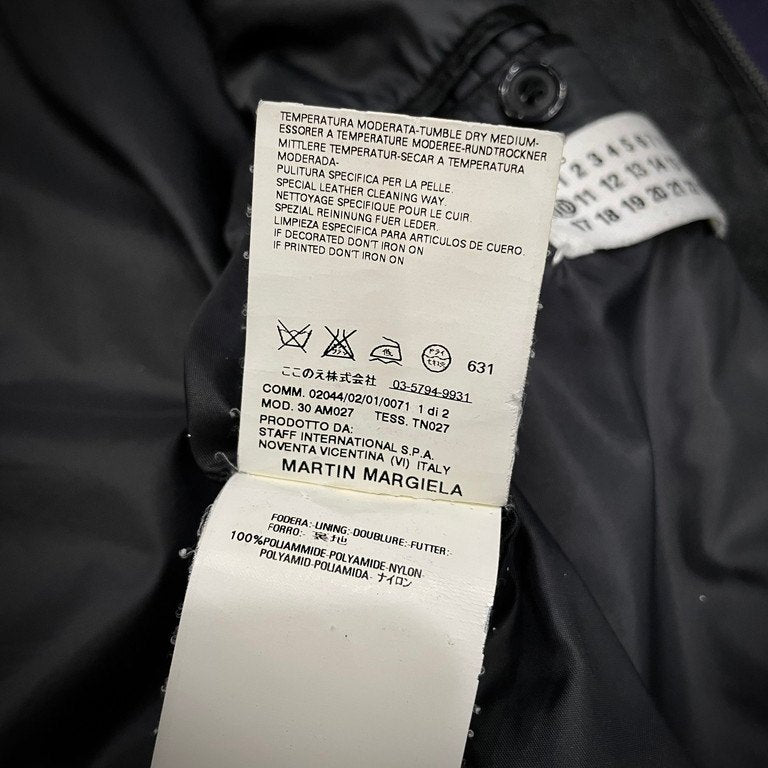 TEMPERATURA MODERATA-TUMBLE DRY MEDIUM-
ESSORER A TEMPERATURE MODEREE-RUNDTROCKNER
MITTLERE TEMPERATUR-SECAR A TEMPERATURA
MODERADA-
PULITURA SPECIFICA PER LA PELLE.
SPECIAL LEATHER CLEANING WAY.
NETTOYAGE SPECIFIQUE POUR LE CUIR.
SPEZIAL REININUNG FUER LEDER.
LIMPIEZA ESPECIFICA PARA ARTICULOS DE CUERO.
IF DECORATED DON'T IRON ON
IF PRINTED DON'T IRON ON
低
ドライ
631
ここのえ株式会社 03-5794-9931
COMM. 02044/02/01/0071 1 di 2
MOD. 30 AM027 TESS. TN027
PRODOTTO DA:
STAFF INTERNATIONAL S.P.A.
NOVENTA VICENTINA (VI) ITALY
MARTIN MARGIELA
FODERA: LINING: DOUBLURE: FUTTER:
FORRO: 裏地
100%POLIAMMIDE-POLYAMIDE-NYLON
POLYAMID-POLIAMIDA- ナイロン
1 2 3 4 5 6
10 11 12 13 14
17 18 19 20 21